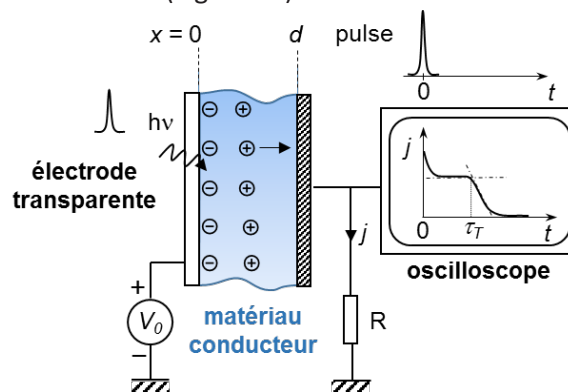 x = 0
d
pulse
0
t
hν
électrode
transparente
j
0
τT
t
j
oscilloscope
+
V0
−
matériau
conducteur
R